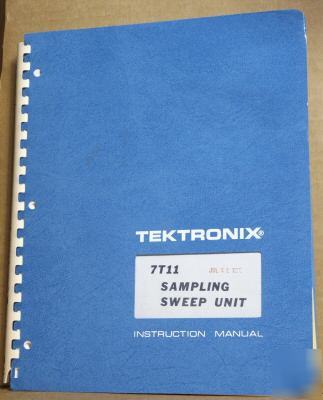 TEKTRONIX®
7T11
SAMPLING
SWEEP UNIT
INSTRUCTION MANUAL